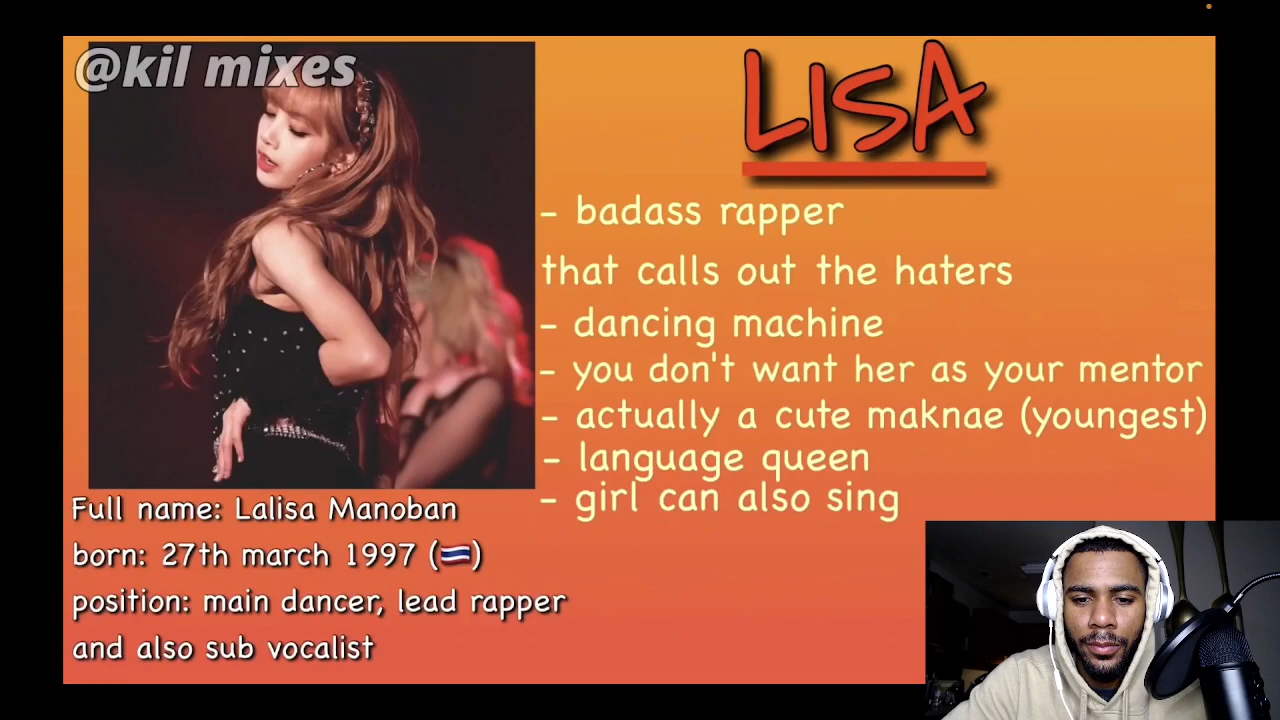 @kil mixes
LISA
- badass rapper
that calls out the haters
- dancing machine
- you don't want her as your mentor
- actually a cute maknae (youngest)
- language queen
- girl can also sing
Full name: Lalisa Manoban
born: 27th march 1997 (🇹🇭)
position: main dancer, lead rapper
and also sub vocalist